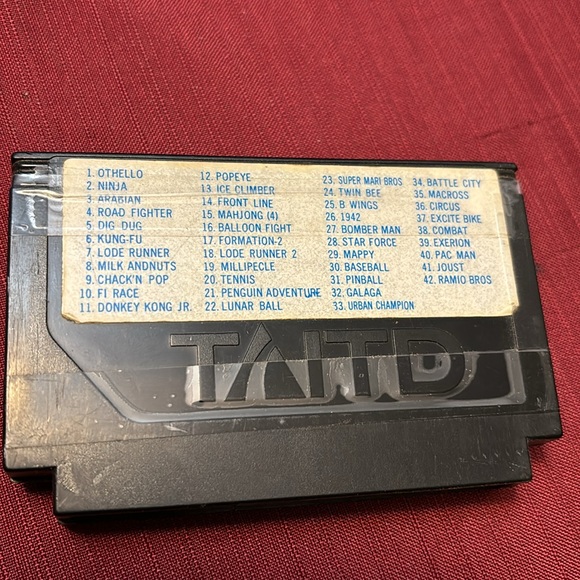 1. OTHELLO
2. NINJA
3. ARABIAN
4. ROAD FIGHTER
5. DIG DUG
6. KUNG-FU
7. LODE RUNNER
8. MILK ANDNUTS
9. CHACK'N POP
10. FI RACE
11. DONKEY KONG JR.
12. POPEYE
13. ICE CLIMBER
14. FRONT LINE
15. MAHJONG (4)
16. BALLOON FIGHT
17. FORMATION-2
18. LODE RUNNER 2
19. MILLIPECLE
20. TENNIS
21. PENGUIN ADVENTURE
22. LUNAR BALL
23. SUPER MARI BROS
24. TWIN BEE
25. B WINGS
26. 1942
27. BOMBER MAN
28. STAR FORCE
29. MAPPY
30. BASEBALL
31. PINBALL
32. GALAGA
33. URBAN CHAMPION
34. BATTLE CITY
35. MACROSS
36. CIRCUS
37. EXCITE BIKE
38. COMBAT
39. EXERION
40. PAC MAN
41. JOUST
42. RAMIO BROS
TAITD